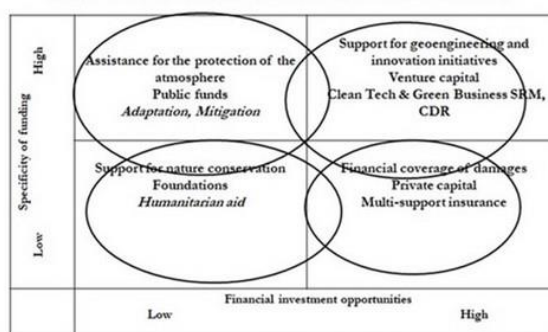 High
Specificity of funding
Low
Assistance for the protection of the
atmosphere
Public funds
Adaptation, Mitigation
Support for geoengineering and
innovation initiatives
Venture capital
Clean Tech & Green Business SRM,
CDR
Support for nature conservation
Foundations
Humanitarian aid
Financial coverage of damages
Private capital
Multi-support insurance
Financial investment opportunities
Low
High